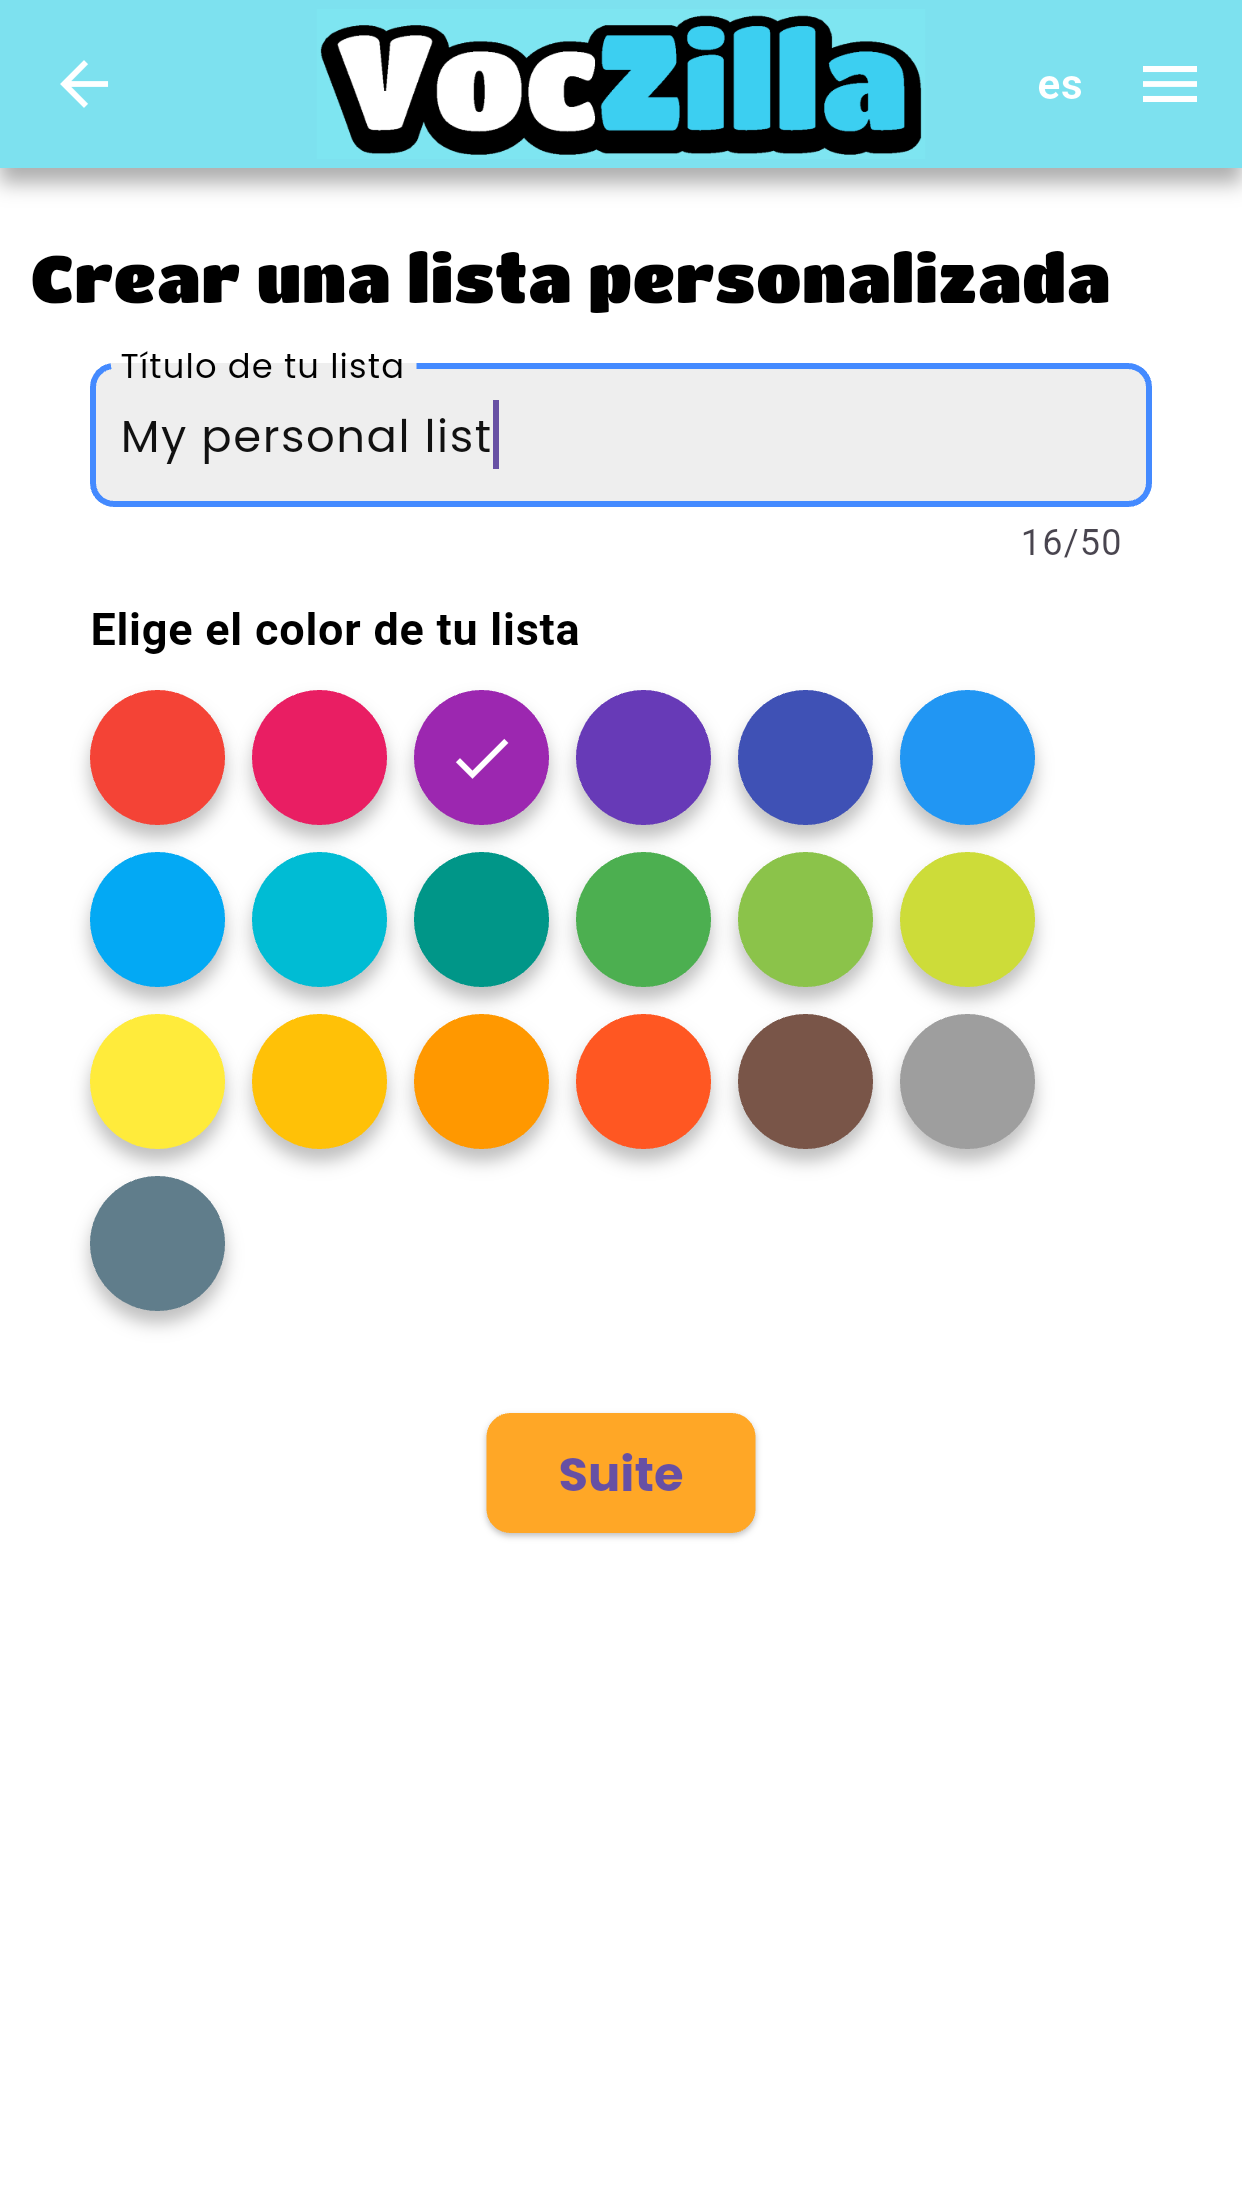 VocZilla
es
Crear una lista personalizada
Título de tu lista
My personal list
16/50
Elige el color de tu lista
Suite